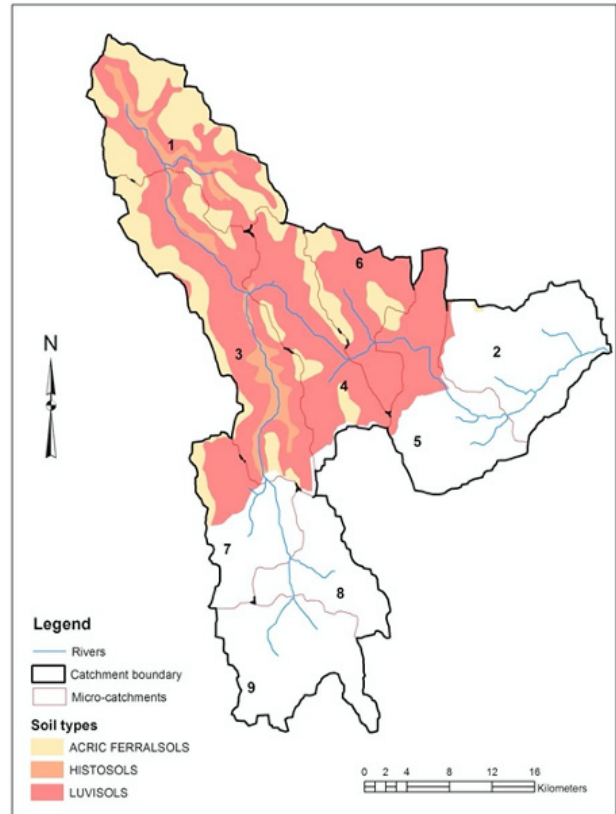 1
6
2
N
3
4
5
7
8
9
Legend
Rivers
Catchment boundary
Micro-catchments
Soil types
ACRIC FERRALSOLS
HISTOSOLS
LUVISOLS
0 2 4 8 12 16
Kilometers